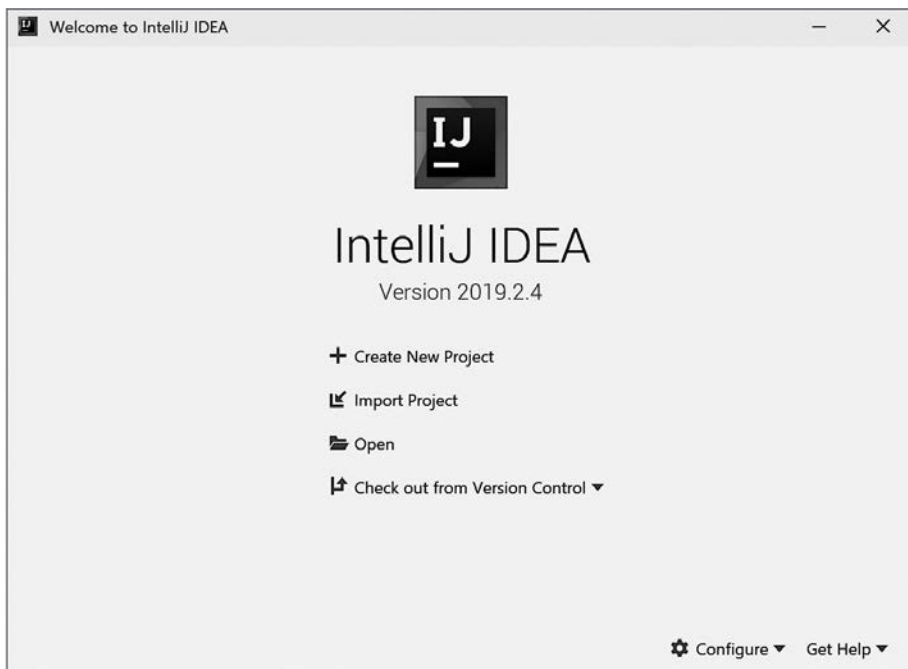 Welcome to IntelliJ IDEA
IJ
IntelliJ IDEA
Version 2019.2.4
Create New Project
Import Project
Open
Check out from Version Control
Configure Get Help